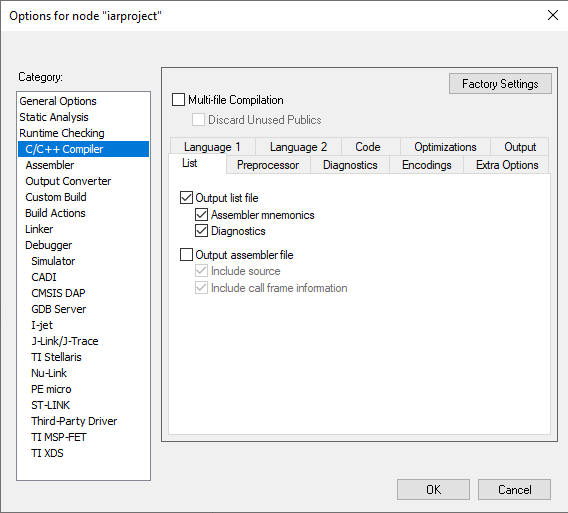 Options for node "iarproject"
Category:
General Options
Static Analysis
Runtime Checking
C/C++ Compiler
Assembler
Output Converter
Custom Build
Build Actions
Linker
Debugger
Simulator
CADI
CMSIS DAP
GDB Server
I-jet
J-Link/J-Trace
TI Stellaris
Nu-Link
PE micro
ST-LINK
Third-Party Driver
TI MSP-FET
TI XDS
Factory Settings
Multi-file Compilation
Discard Unused Publics
Language 1 Language 2 Code Optimizations Output
List Preprocessor Diagnostics Encodings Extra Options
Output list file
Assembler mnemonics
Diagnostics
Output assembler file
Include source
Include call frame information
OK Cancel